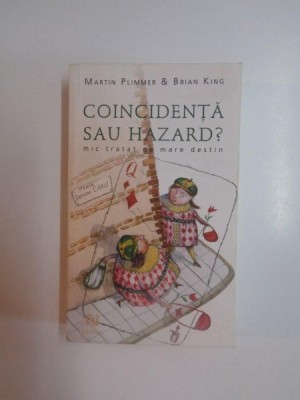 MARTIN PLIMMER & BRIAN KING
COINCIDENȚĂ
SAU HAZARD?
mic tratat de mare destin
Q